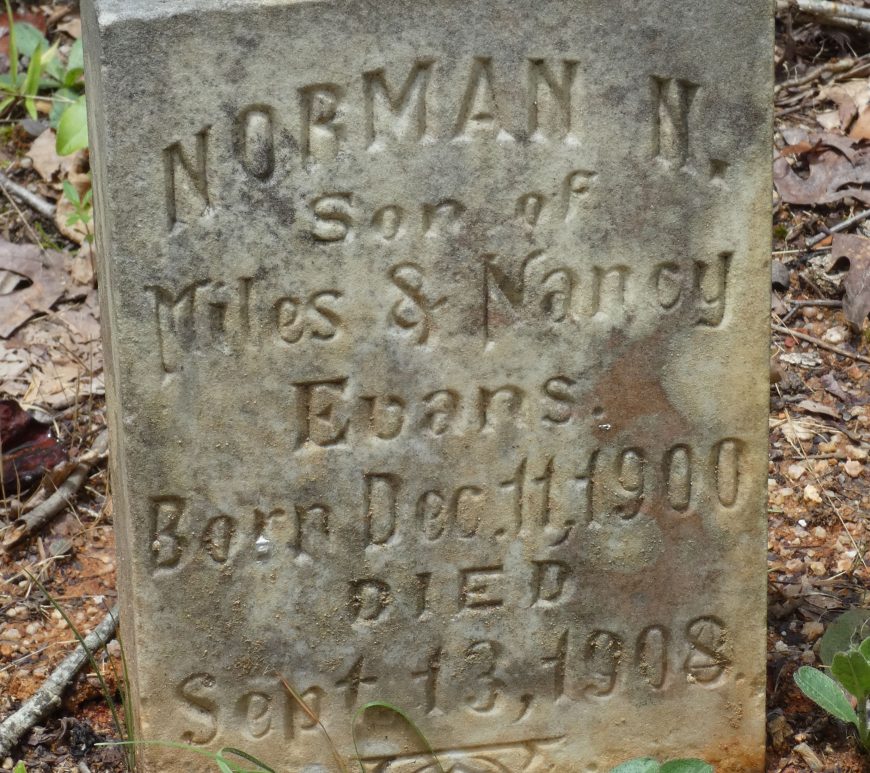 NORMAN N.
Son of
Miles & Nancy
Evans.
Born Dec. 11, 1900
DIED
Sept. 13, 1908.